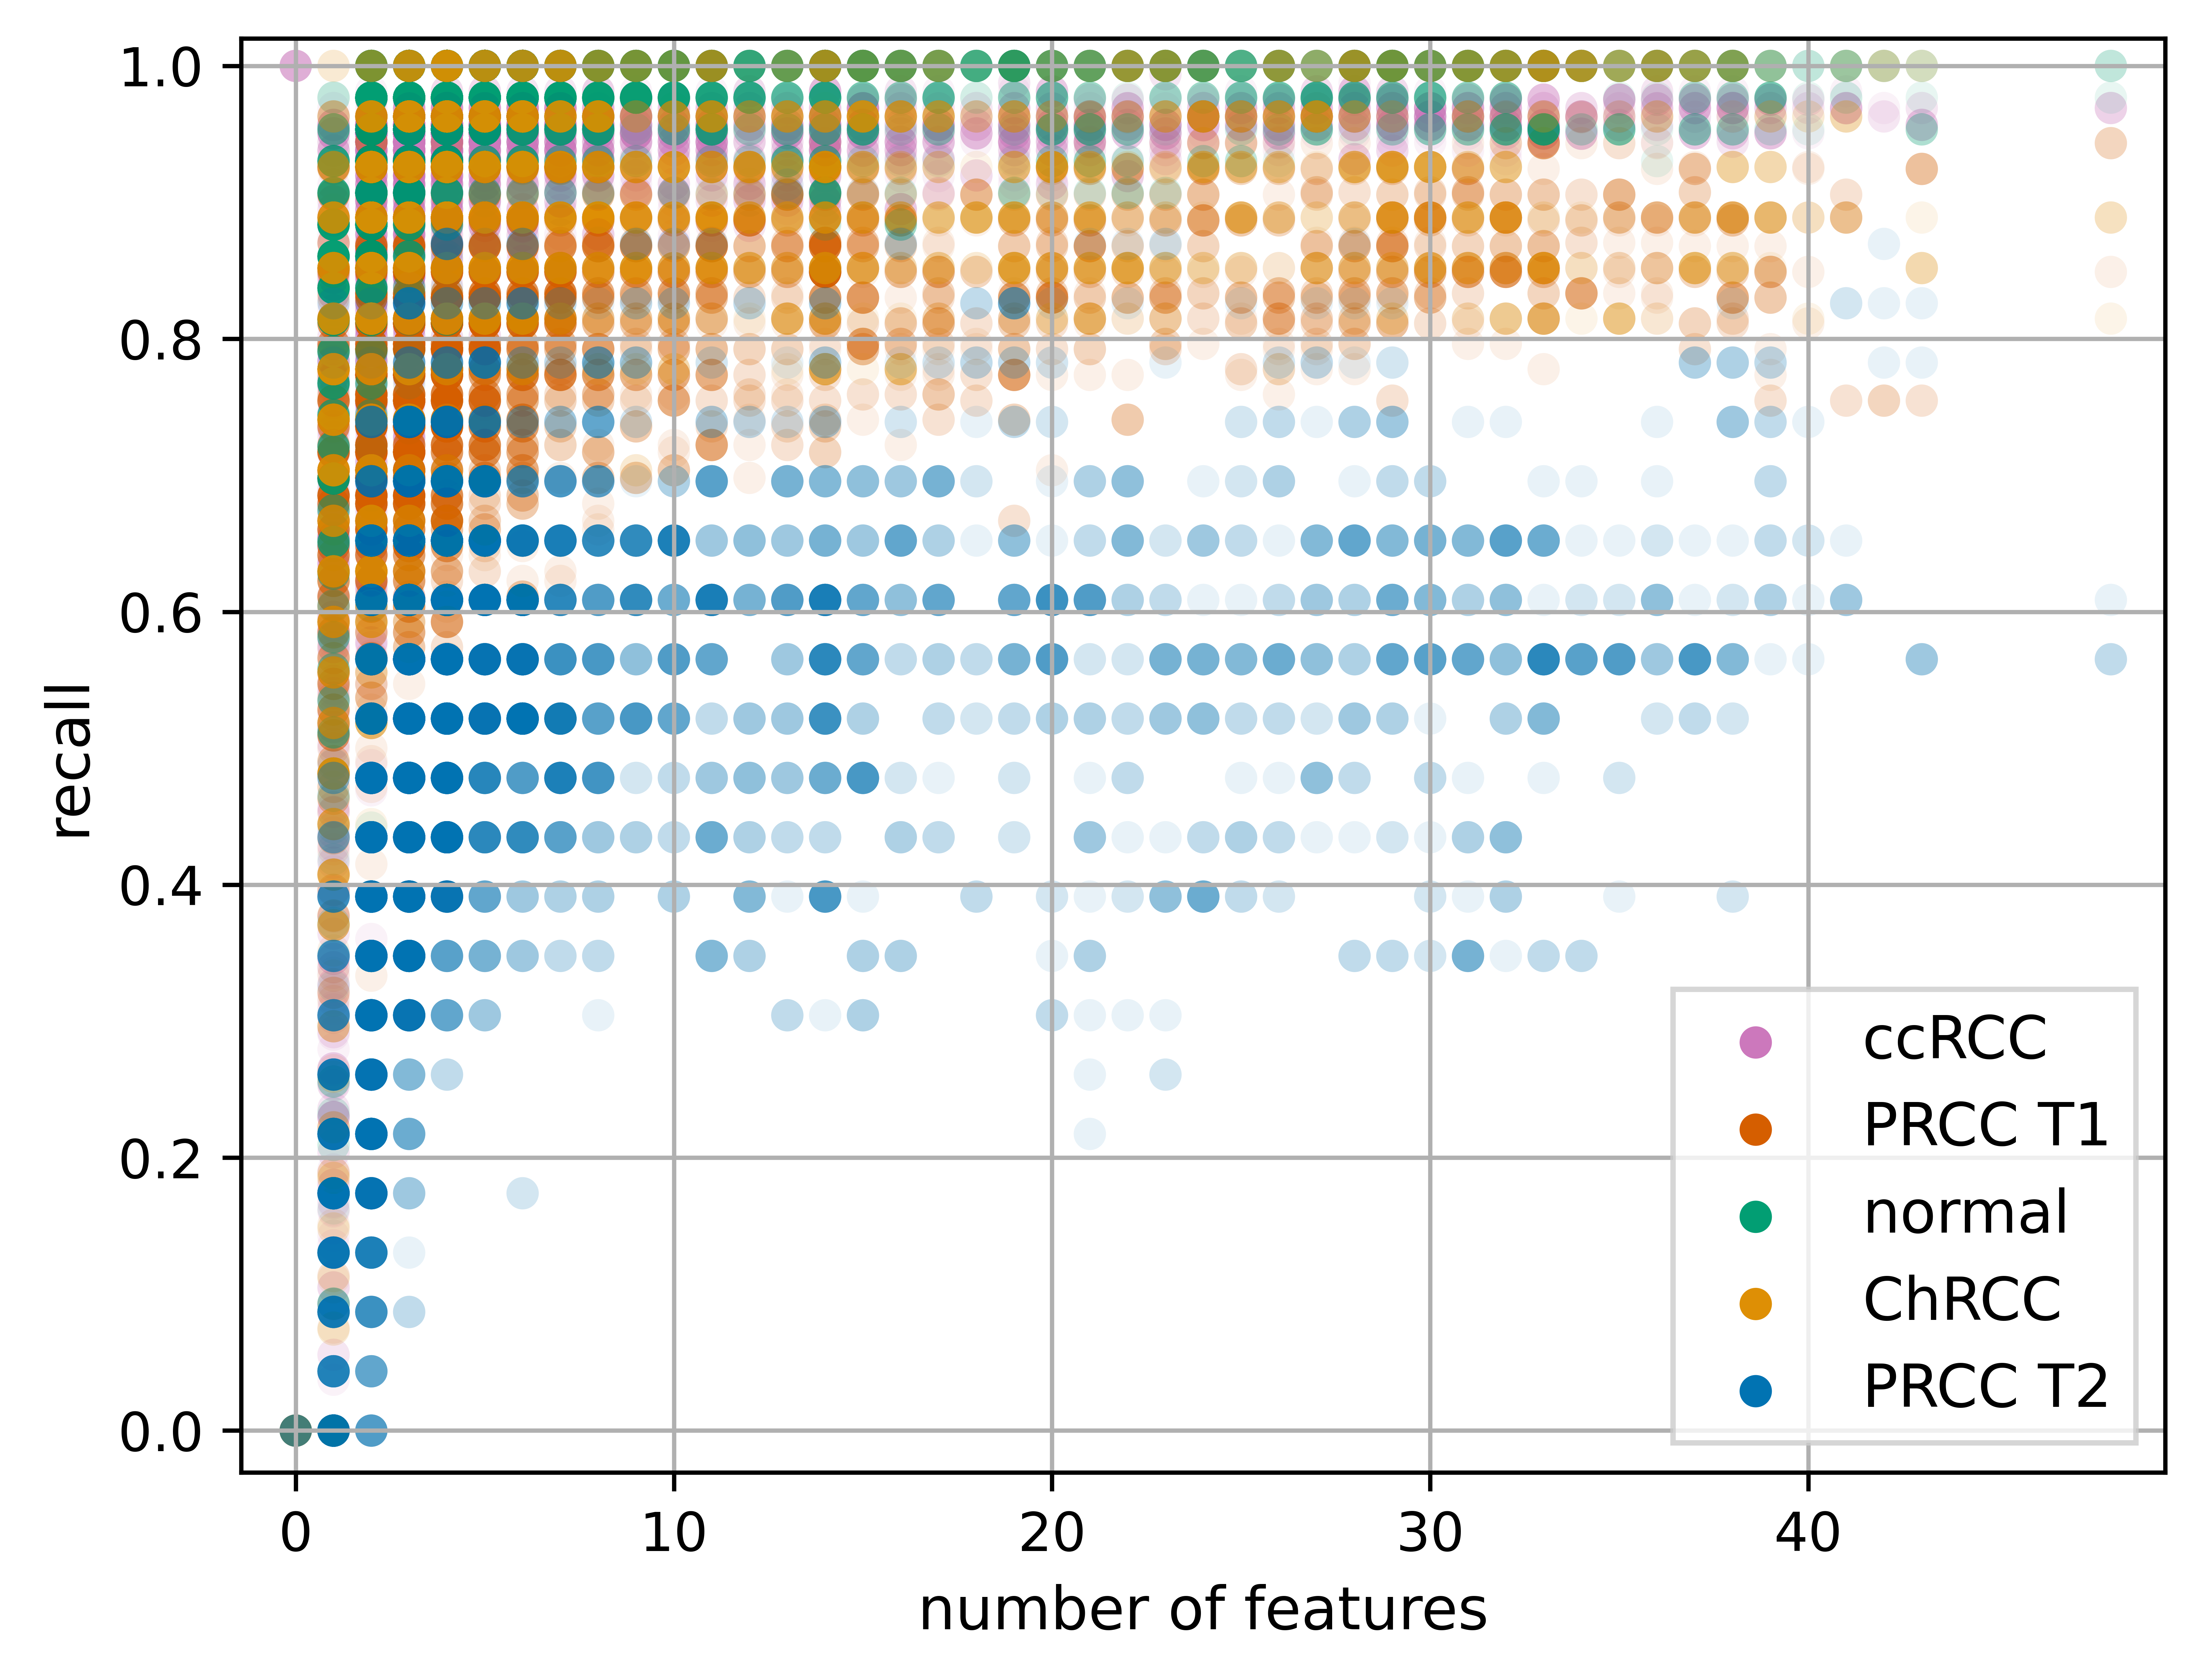 1.0
0.8
0.6
0.4
0.2
0.0
recall
ccRCC
PRCC T1
normal
ChRCC
PRCC T2
0 10 20 30 40
number of features